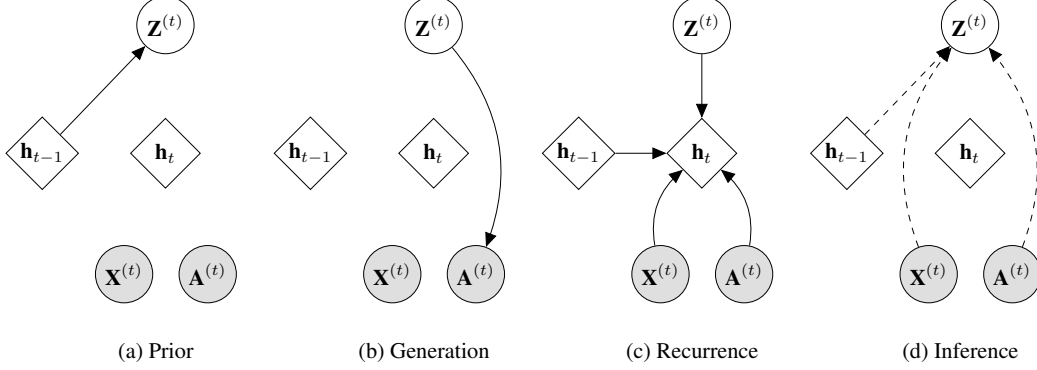 Z^(t) Z^(t) Z^(t) Z^(t)
h_{t−1} h_t h_{t−1} h_t h_{t−1} h_t h_{t−1} h_t
X^(t) A^(t) X^(t) A^(t) X^(t) A^(t) X^(t) A^(t)
(a) Prior (b) Generation (c) Recurrence (d) Inference